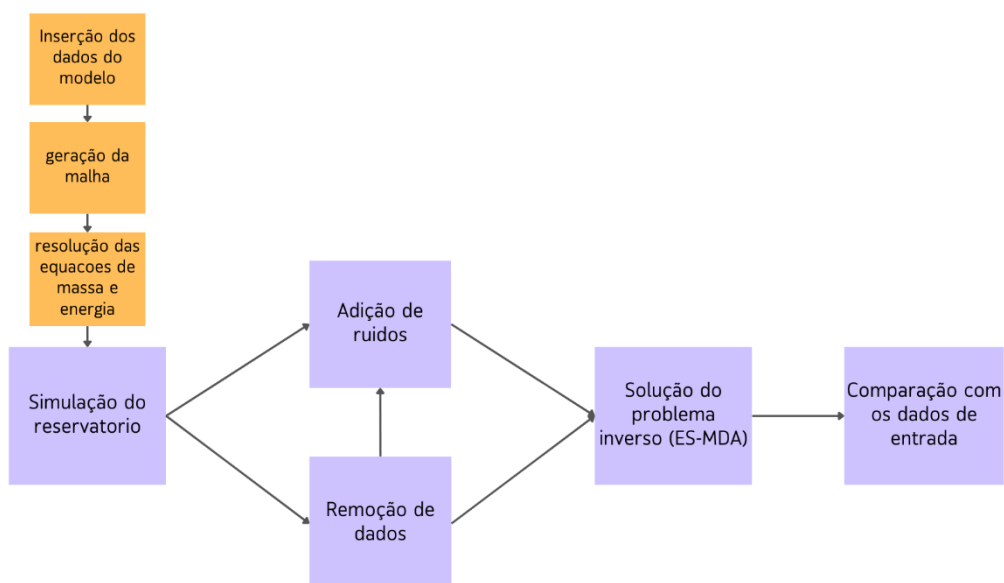 Inserção dos
dados do
modelo
geração da
malha
resolução das
equacoes de
massa e
energia
Simulação do
reservatorio
Adição de
ruidos
Remoção de
dados
Solução do
problema
inverso (ES-MDA)
Comparação com
os dados de
entrada